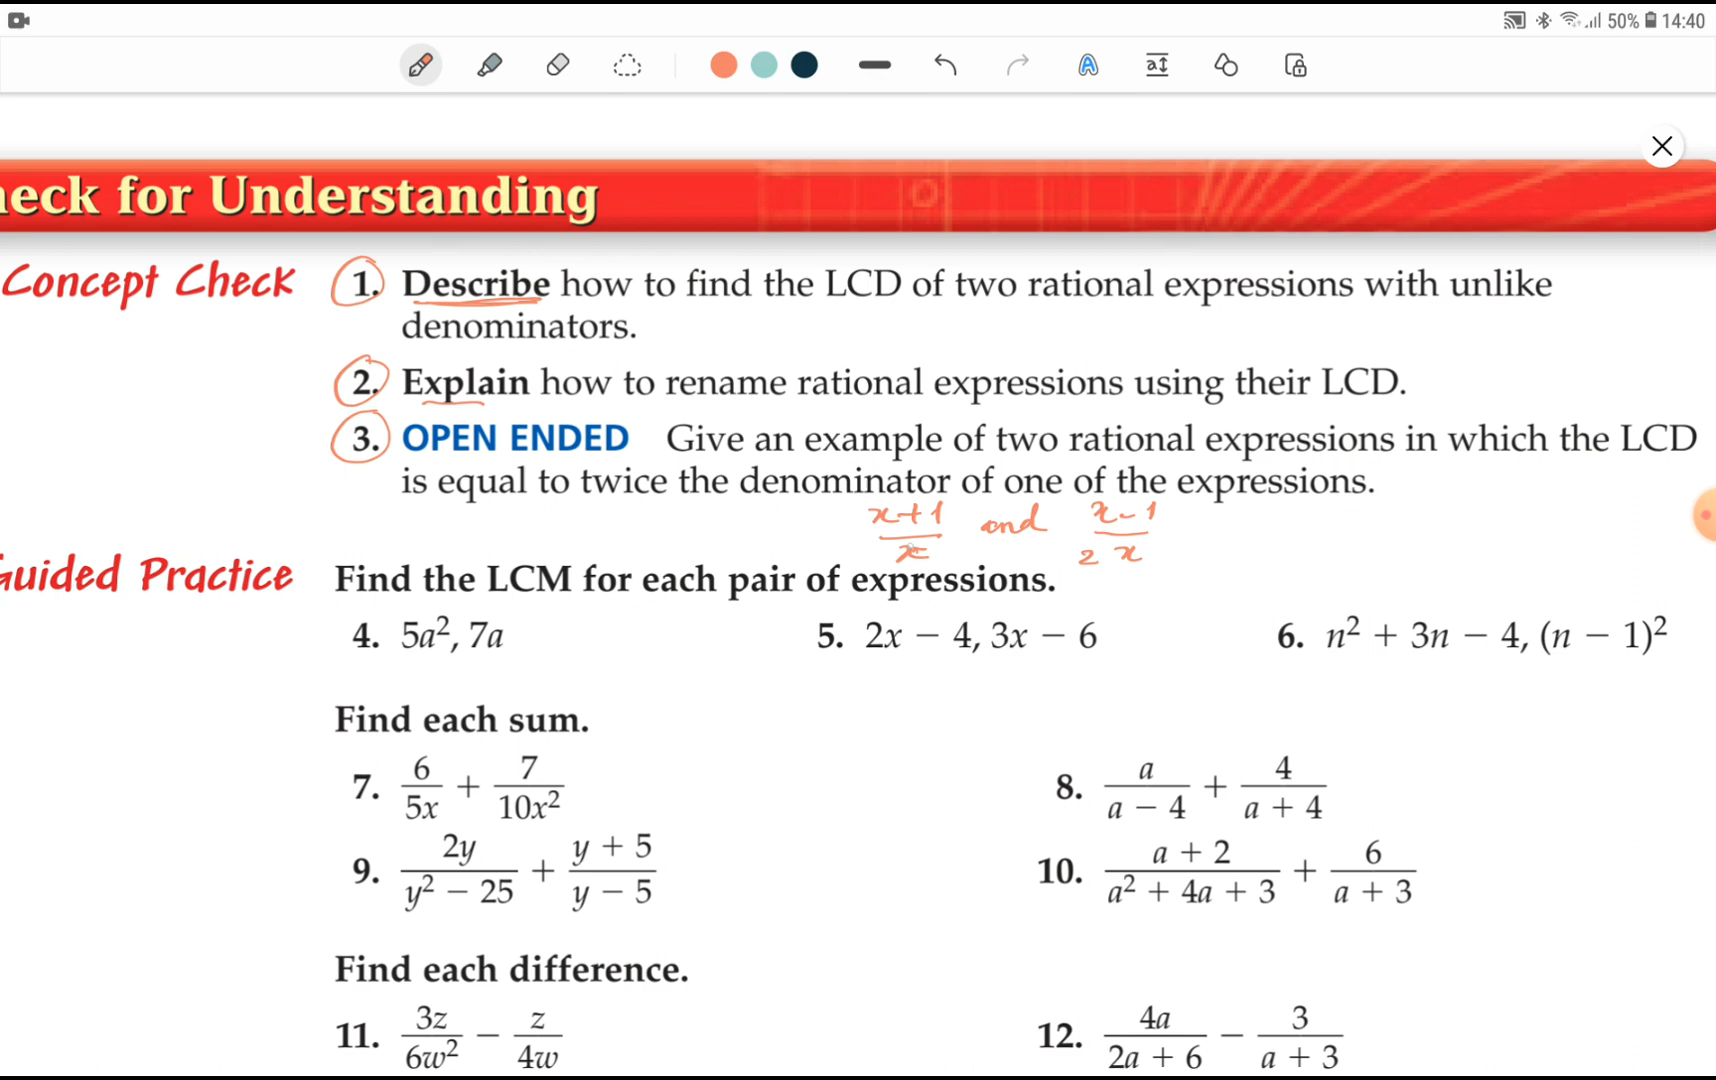 50% 14:40
eck for Understanding
Concept Check
1. Describe how to find the LCD of two rational expressions with unlike
denominators.
2. Explain how to rename rational expressions using their LCD.
3. OPEN ENDED Give an example of two rational expressions in which the LCD
is equal to twice the denominator of one of the expressions.
x+1/x and x-1/2x
Guided Practice
Find the LCM for each pair of expressions.
4. 5a², 7a 5. 2x − 4, 3x − 6 6. n² + 3n − 4, (n − 1)²
Find each sum.
7. 6/5x + 7/10x² 8. a/(a − 4) + 4/(a + 4)
9. 2y/(y² − 25) + (y + 5)/(y − 5) 10. (a + 2)/(a² + 4a + 3) + 6/(a + 3)
Find each difference.
11. 3z/6w² − z/4w 12. 4a/(2a + 6) − 3/(a + 3)